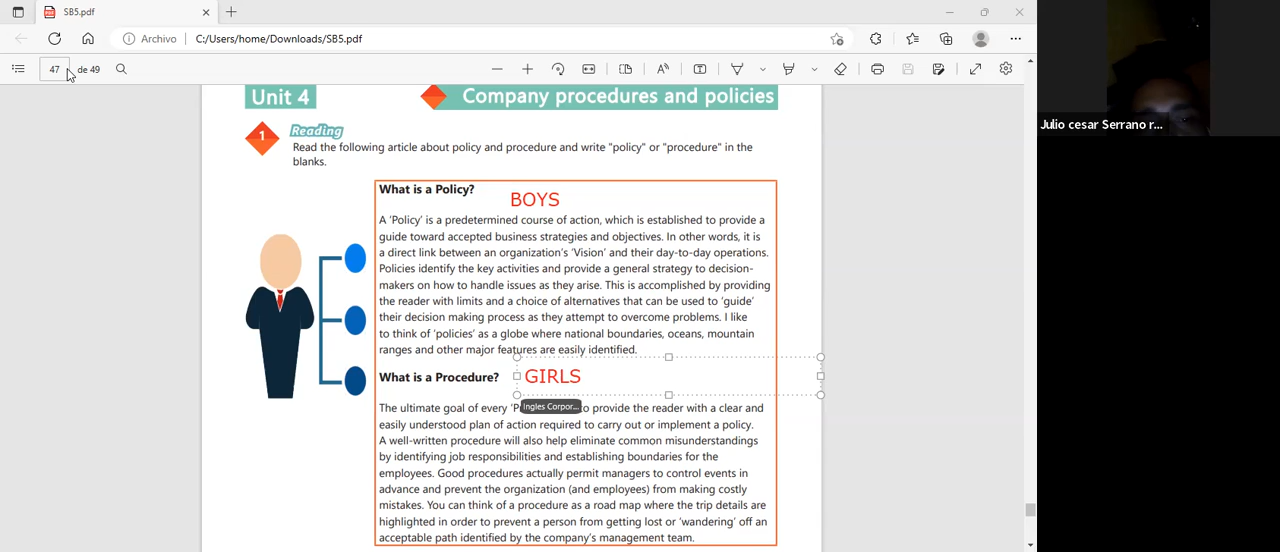 SB5.pdf
Archivo C:/Users/home/Downloads/SB5.pdf
47 de 49
Unit 4 Company procedures and policies
1 Reading
Read the following article about policy and procedure and write "policy" or "procedure" in the
blanks.
What is a Policy?
BOYS
A 'Policy' is a predetermined course of action, which is established to provide a
guide toward accepted business strategies and objectives. In other words, it is
a direct link between an organization's 'Vision' and their day-to-day operations.
Policies identify the key activities and provide a general strategy to decision-
makers on how to handle issues as they arise. This is accomplished by providing
the reader with limits and a choice of alternatives that can be used to 'guide'
their decision making process as they attempt to overcome problems. I like
to think of 'policies' as a globe where national boundaries, oceans, mountain
ranges and other major features are easily identified.
What is a Procedure? GIRLS
Ingles Corpor...
The ultimate goal of every 'P o provide the reader with a clear and
easily understood plan of action required to carry out or implement a policy.
A well-written procedure will also help eliminate common misunderstandings
by identifying job responsibilities and establishing boundaries for the
employees. Good procedures actually permit managers to control events in
advance and prevent the organization (and employees) from making costly
mistakes. You can think of a procedure as a road map where the trip details are
highlighted in order to prevent a person from getting lost or 'wandering' off an
acceptable path identified by the company's management team.
Julio cesar Serrano r...